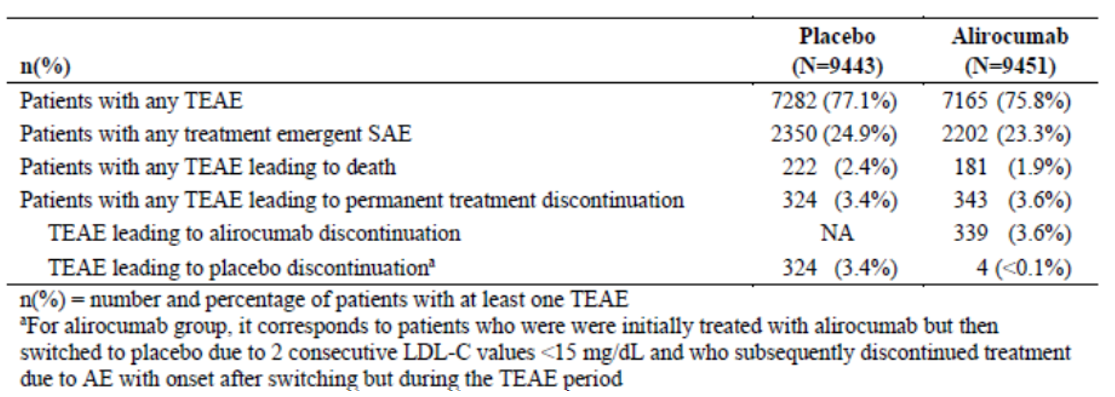 Placebo Alirocumab
n(%) (N=9443) (N=9451)
Patients with any TEAE 7282 (77.1%) 7165 (75.8%)
Patients with any treatment emergent SAE 2350 (24.9%) 2202 (23.3%)
Patients with any TEAE leading to death 222 (2.4%) 181 (1.9%)
Patients with any TEAE leading to permanent treatment discontinuation 324 (3.4%) 343 (3.6%)
TEAE leading to alirocumab discontinuation NA 339 (3.6%)
TEAE leading to placebo discontinuationᵃ 324 (3.4%) 4 (<0.1%)
n(%) = number and percentage of patients with at least one TEAE
ᵃFor alirocumab group, it corresponds to patients who were were initially treated with alirocumab but then
switched to placebo due to 2 consecutive LDL-C values <15 mg/dL and who subsequently discontinued treatment
due to AE with onset after switching but during the TEAE period